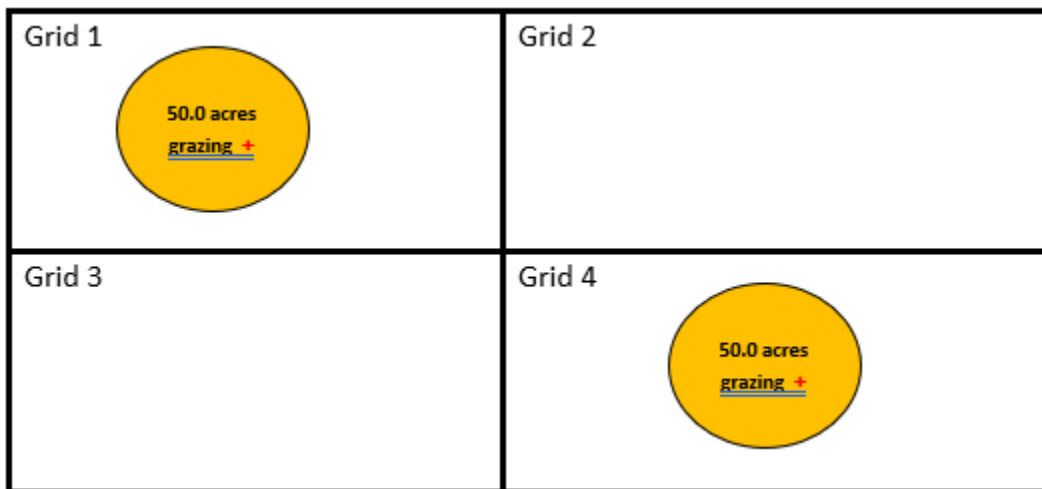 Grid 1
50.0 acres
grazing +
Grid 2
Grid 3
Grid 4
50.0 acres
grazing +